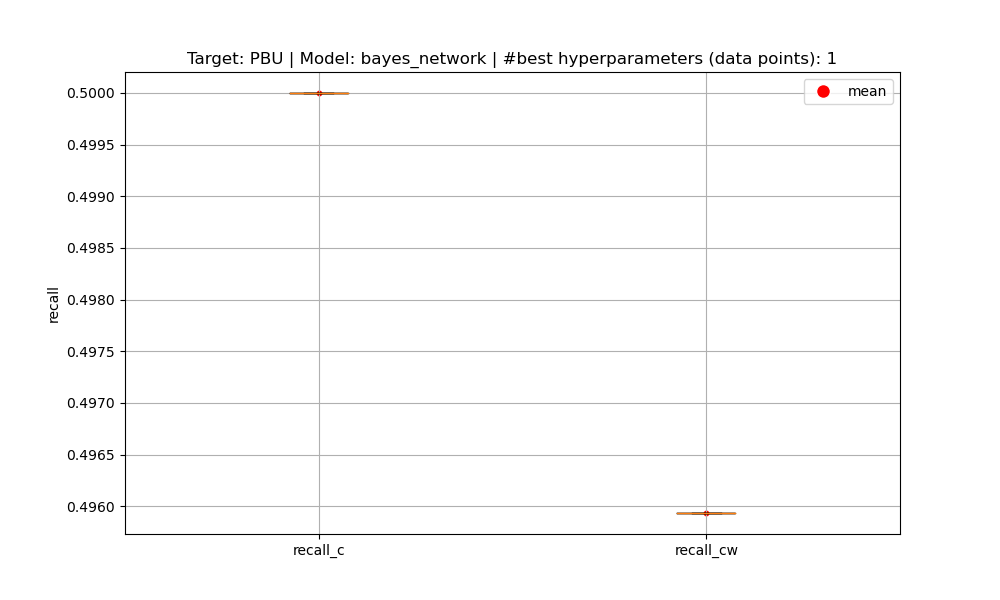 Target: PBU | Model: bayes_network | #best hyperparameters (data points): 1
mean
0.5000
0.4995
0.4990
0.4985
0.4980
0.4975
0.4970
0.4965
0.4960
recall
recall_c
recall_cw